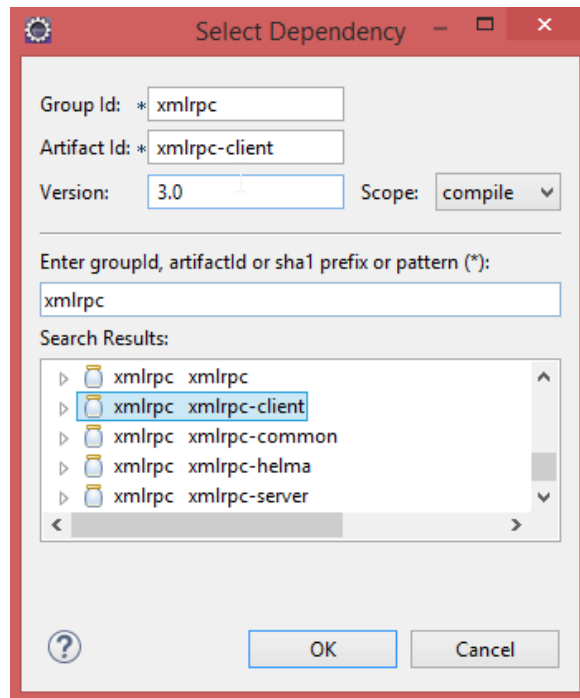 Select Dependency
Group Id: * xmlrpc
Artifact Id: * xmlrpc-client
Version: 3.0 Scope: compile
Enter groupId, artifactId or sha1 prefix or pattern (*):
xmlrpc
Search Results:
xmlrpc xmlrpc
xmlrpc xmlrpc-client
xmlrpc xmlrpc-common
xmlrpc xmlrpc-helma
xmlrpc xmlrpc-server
? OK Cancel